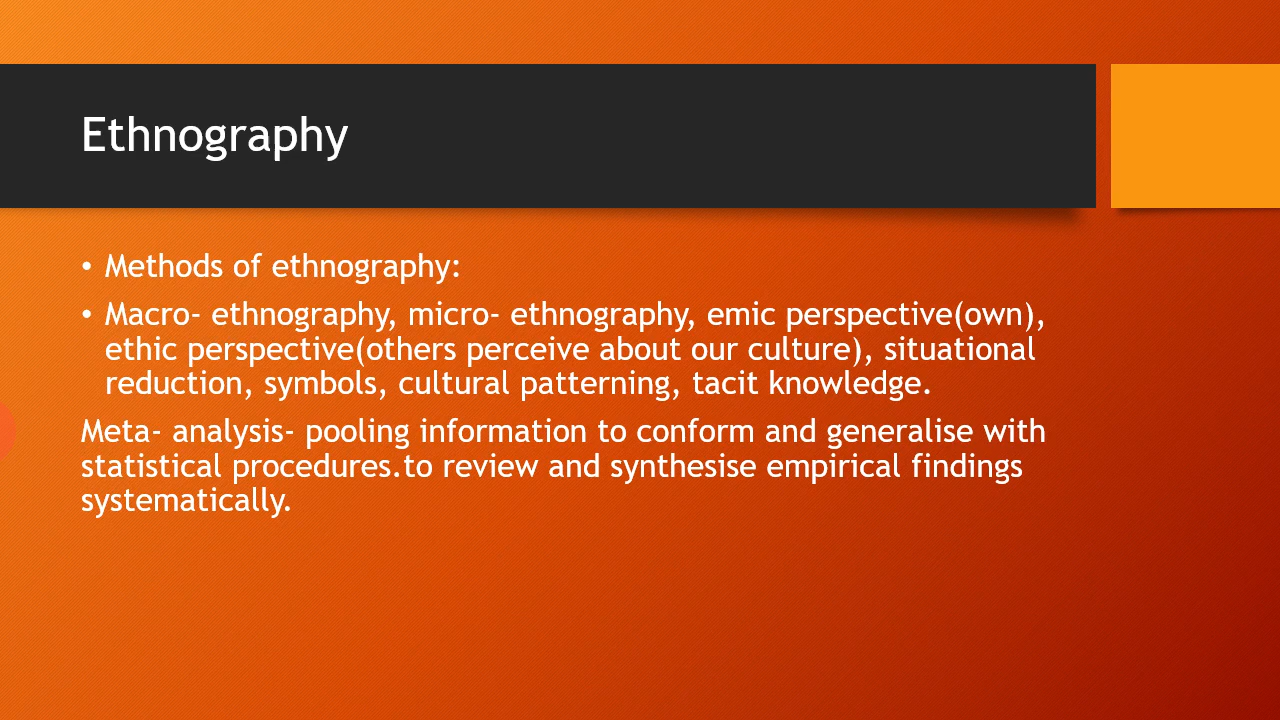 Ethnography
• Methods of ethnography:
• Macro- ethnography, micro- ethnography, emic perspective(own),
ethic perspective(others perceive about our culture), situational
reduction, symbols, cultural patterning, tacit knowledge.
Meta- analysis- pooling information to conform and generalise with
statistical procedures.to review and synthesise empirical findings
systematically.